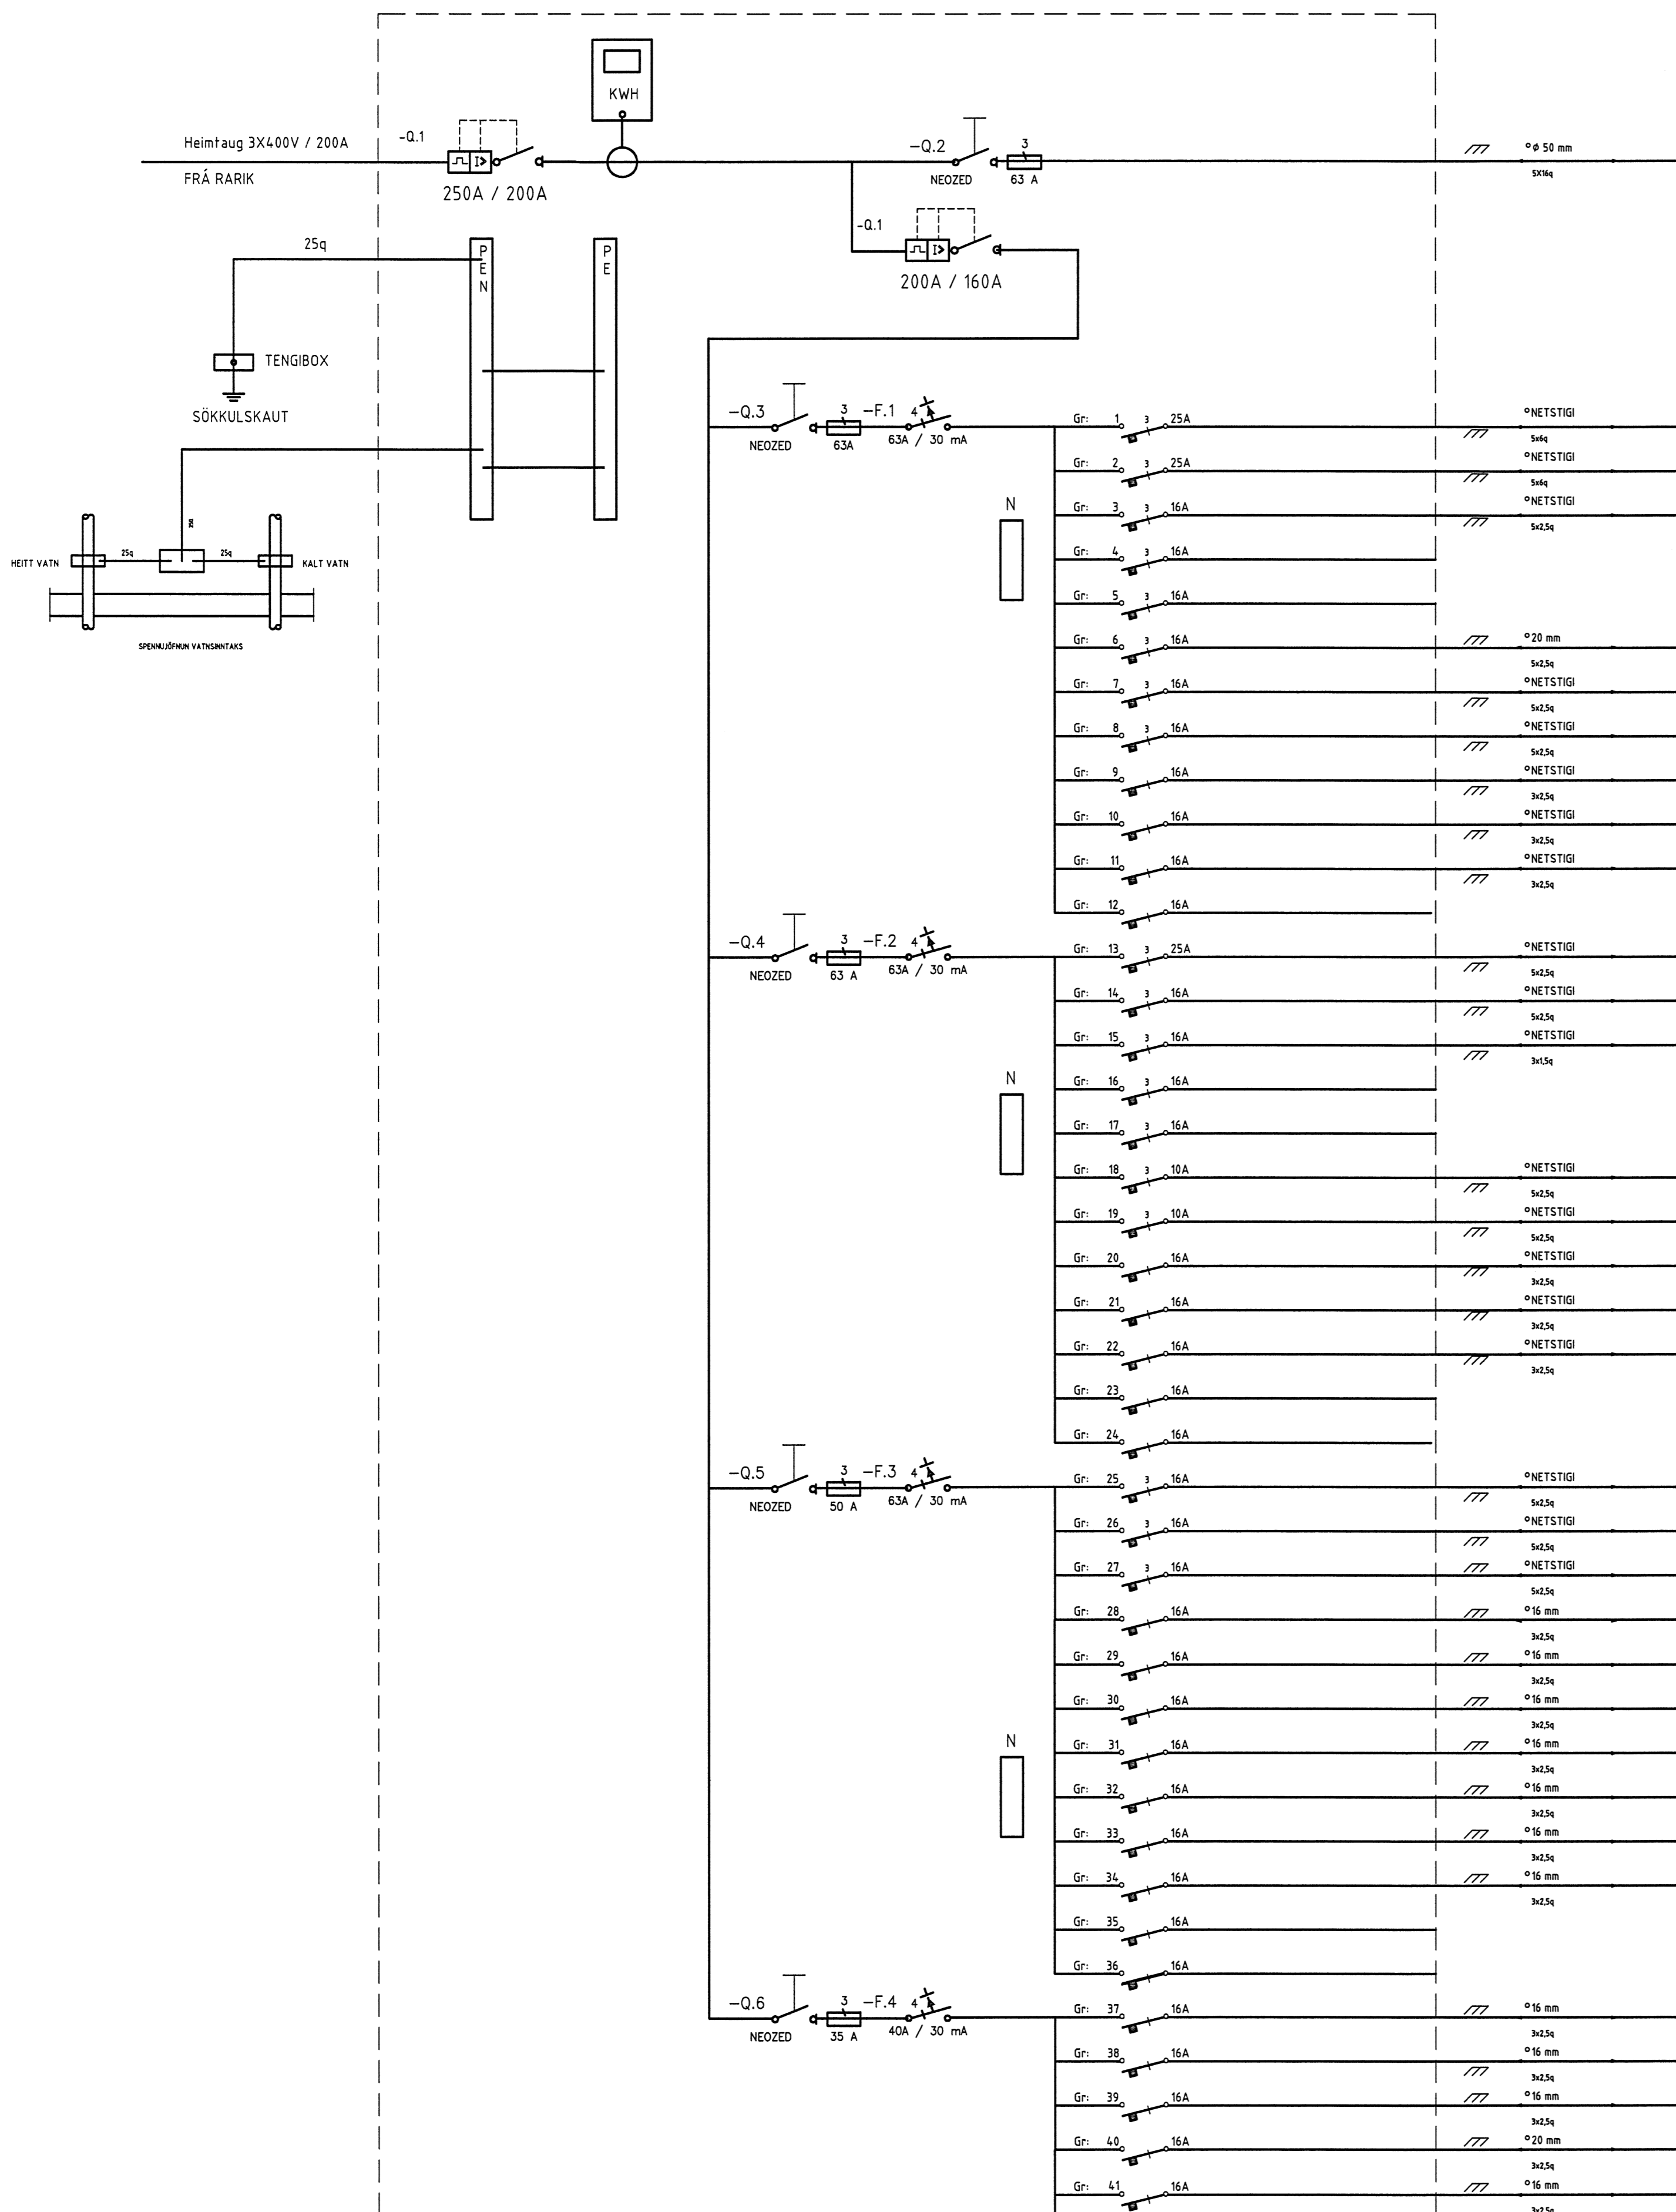 KWH
Heimtaug 3X400V / 200A
FRÁ RARIK
-Q.1
250A / 200A
-Q.2
NEOZED
3
63 A
° ϕ 50 mm
5X16q
-Q.1
200A / 160A
25q
PEN
PE
TENGIBOX
SÖKKULSKAUT
25q
HEITT VATN
25q
25q
KALT VATN
SPENNUJÖFNUN VATNSINNTAKS
-Q.3
NEOZED
3
63A
-F.1
4
63A / 30 mA
N
Gr: 1 3 25A °NETSTIGI
5x6q
Gr: 2 3 25A °NETSTIGI
5x6q
Gr: 3 3 16A °NETSTIGI
5x2,5q
Gr: 4 3 16A
Gr: 5 3 16A
Gr: 6 3 16A °20 mm
5x2,5q
Gr: 7 3 16A °NETSTIGI
5x2,5q
Gr: 8 3 16A °NETSTIGI
5x2,5q
Gr: 9 16A °NETSTIGI
3x2,5q
Gr: 10 16A °NETSTIGI
3x2,5q
Gr: 11 16A °NETSTIGI
3x2,5q
Gr: 12 16A
-Q.4
NEOZED
3
63 A
-F.2
4
63A / 30 mA
N
Gr: 13 3 25A °NETSTIGI
5x2,5q
Gr: 14 3 16A °NETSTIGI
5x2,5q
Gr: 15 3 16A °NETSTIGI
3x1,5q
Gr: 16 3 16A
Gr: 17 3 16A
Gr: 18 3 10A °NETSTIGI
5x2,5q
Gr: 19 3 10A °NETSTIGI
5x2,5q
Gr: 20 16A °NETSTIGI
3x2,5q
Gr: 21 16A °NETSTIGI
3x2,5q
Gr: 22 16A °NETSTIGI
3x2,5q
Gr: 23 16A
Gr: 24 16A
-Q.5
NEOZED
3
50 A
-F.3
4
63A / 30 mA
N
Gr: 25 3 16A °NETSTIGI
5x2,5q
Gr: 26 3 16A °NETSTIGI
5x2,5q
Gr: 27 3 16A °NETSTIGI
5x2,5q
Gr: 28 16A °16 mm
3x2,5q
Gr: 29 16A °16 mm
3x2,5q
Gr: 30 16A °16 mm
3x2,5q
Gr: 31 16A °16 mm
3x2,5q
Gr: 32 16A °16 mm
3x2,5q
Gr: 33 16A °16 mm
3x2,5q
Gr: 34 16A °16 mm
3x2,5q
Gr: 35 16A
Gr: 36 16A
-Q.6
NEOZED
3
35 A
-F.4
4
40A / 30 mA
Gr: 37 16A °16 mm
3x2,5q
Gr: 38 16A °16 mm
3x2,5q
Gr: 39 16A °16 mm
3x2,5q
Gr: 40 16A °20 mm
3x2,5q
Gr: 41 16A °16 mm
3x2,5q